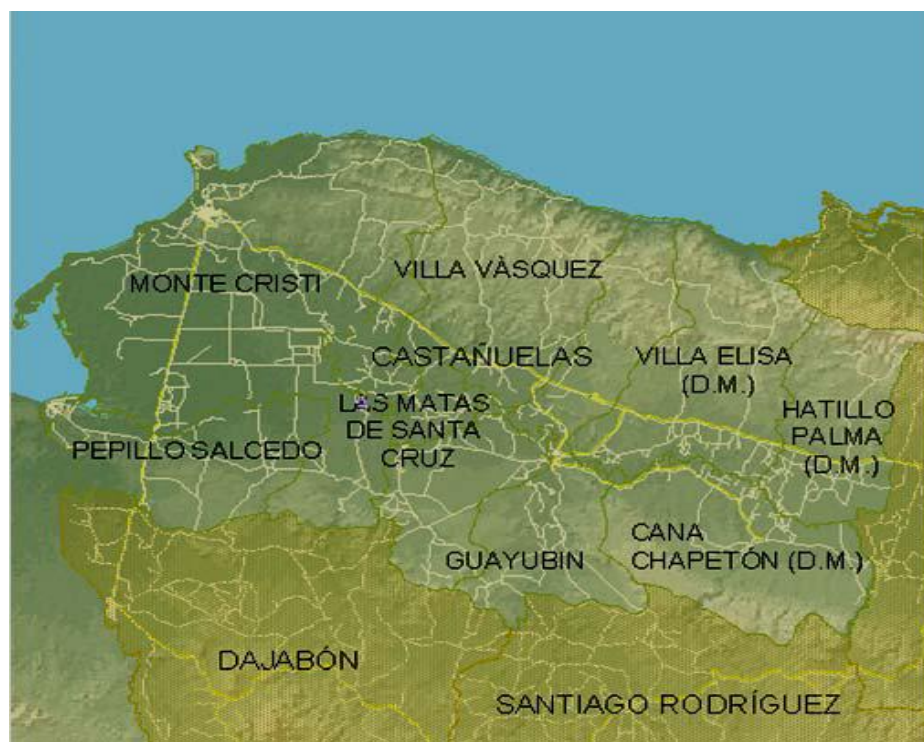 MONTE CRISTI
VILLA VÀSQUEZ
CASTAÑUELAS
VILLA ELISA
(D.M.)
LAS MATAS
DE SANTA
CRUZ
HATILLO
PALMA
(D.M.)
PEPILLO SALCEDO
GUAYUBIN
CANA
CHAPETÓN (D.M.)
DAJABÓN
SANTIAGO RODRÍGUEZ